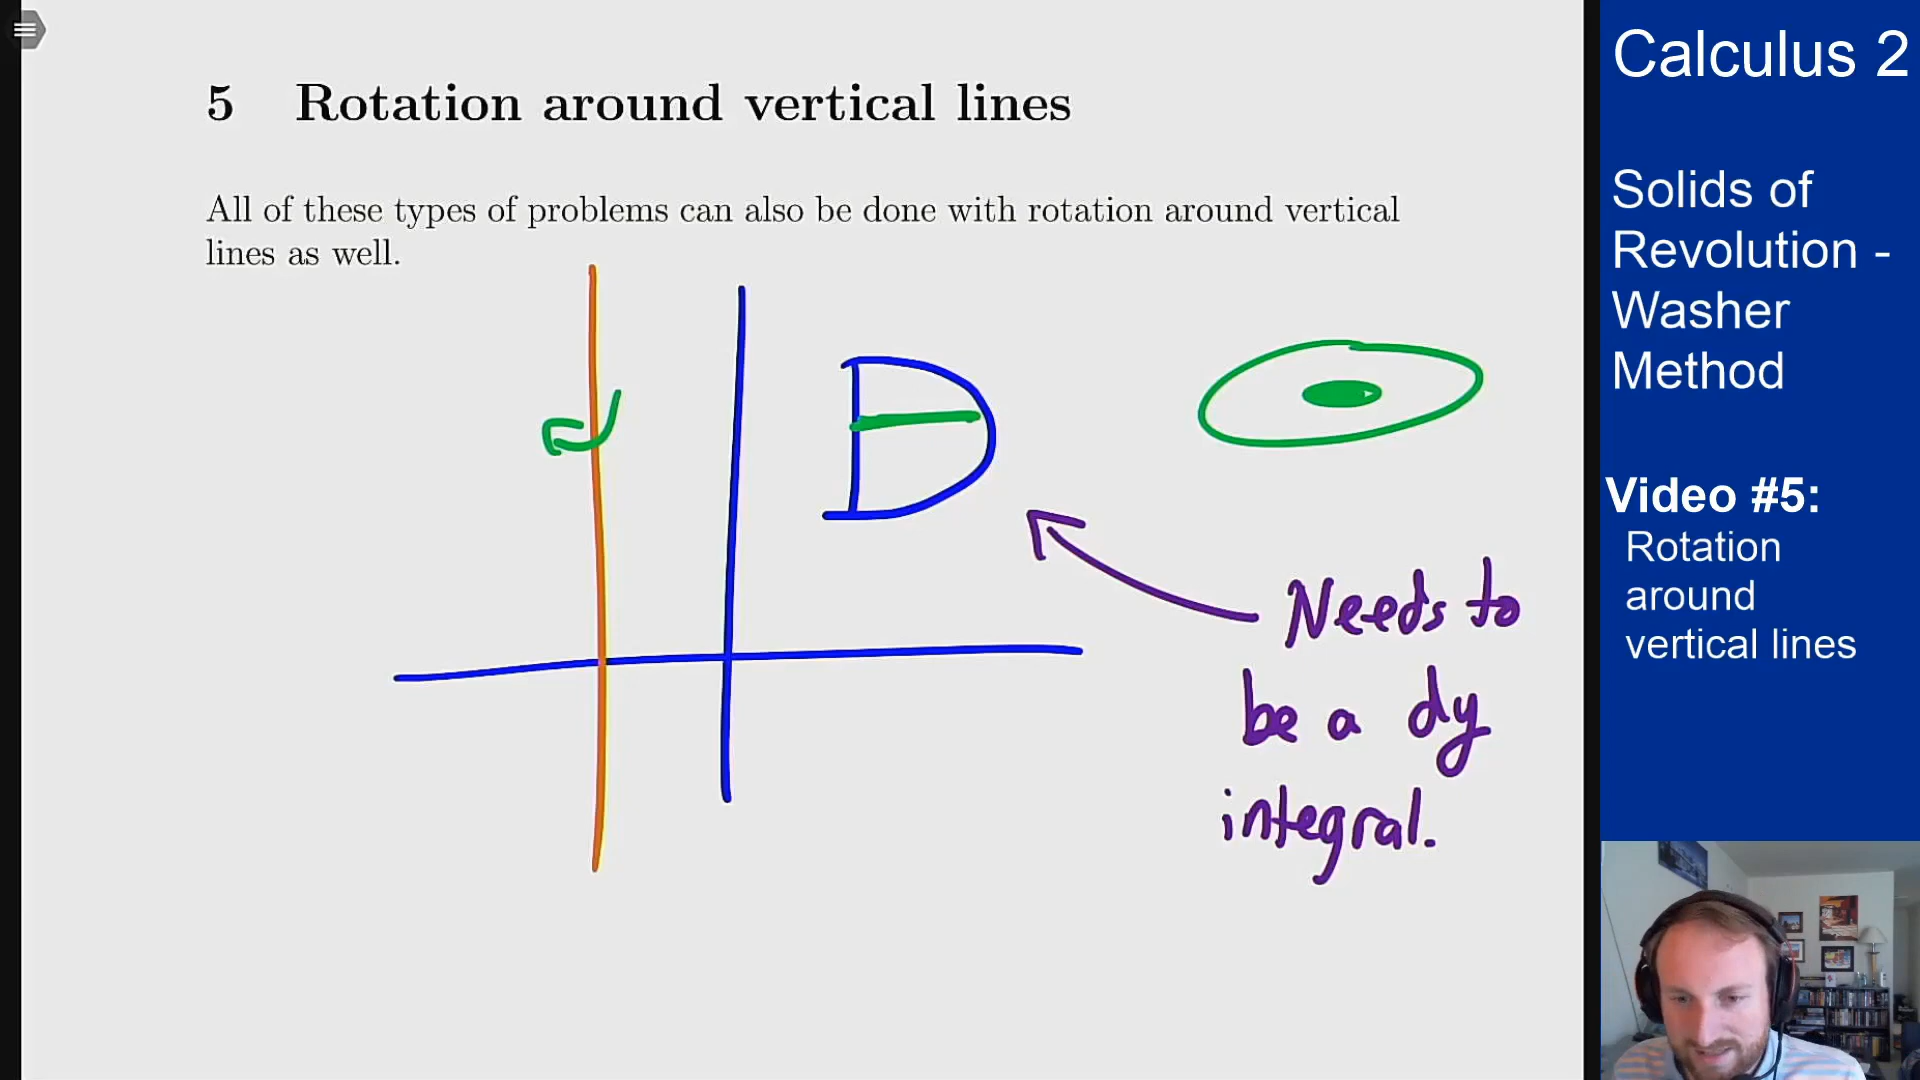 5 Rotation around vertical lines
All of these types of problems can also be done with rotation around vertical
lines as well.
Needs to
be a dy
integral.
Calculus 2
Solids of
Revolution -
Washer
Method
Video #5:
Rotation
around
vertical lines